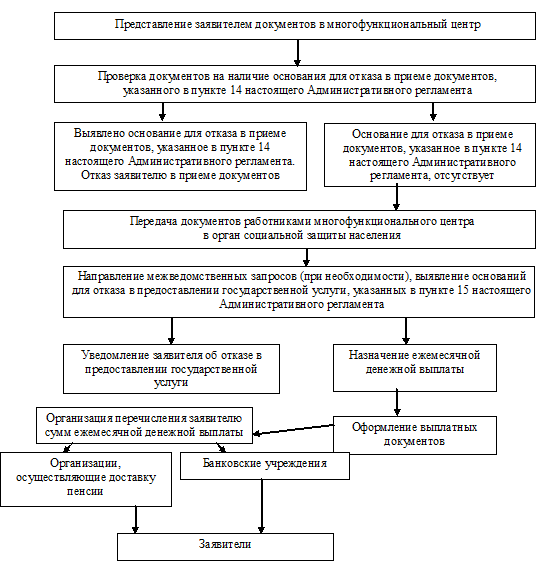 Представление заявителем документов в многофункциональный центр
Проверка документов на наличие основания для отказа в приеме документов,
указанного в пункте 14 настоящего Административного регламента
Выявлено основание для отказа в приеме
документов, указанное в пункте 14
настоящего Административного регламента.
Отказ заявителю в приеме документов
Основание для отказа в приеме
документов, указанное в пункте 14
настоящего Административного
регламента, отсутствует
Передача документов работниками многофункционального центра
в орган социальной защиты населения
Направление межведомственных запросов (при необходимости), выявление оснований
для отказа в предоставлении государственной услуги, указанных в пункте 15 настоящего
Административного регламента
Уведомление заявителя об отказе в
предоставлении государственной
услуги
Назначение ежемесячной
денежной выплаты
Организация перечисления заявителю
сумм ежемесячной денежной выплаты
Оформление выплатных
документов
Организации,
осуществляющие доставку
пенсии
Банковские учреждения
Заявители